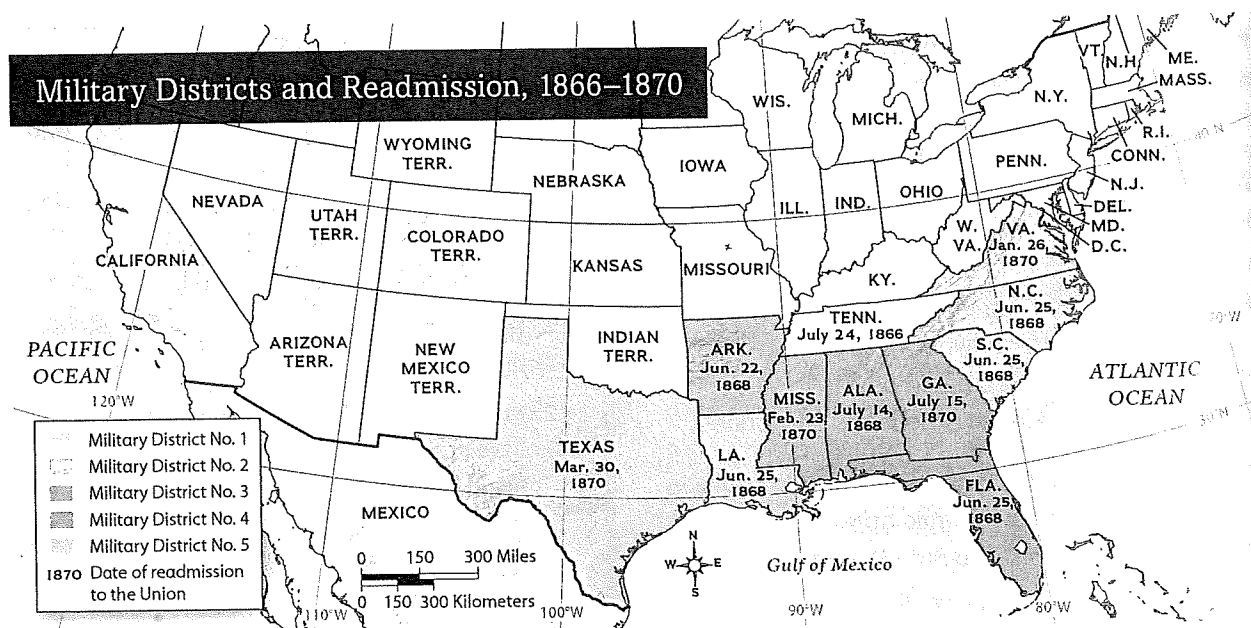 Military Districts and Readmission, 1866–1870
VT.
N.H.
ME.
MASS.
WIS.
MICH.
N.Y.
R.I.
CONN.
WYOMING
TERR.
NEBRASKA
IOWA
PENN.
N.J.
NEVADA
UTAH
TERR.
COLORADO
TERR.
ILL.
IND.
OHIO
DEL.
MD.
D.C.
W.
VA.
VA.
Jan. 26,
1870
CALIFORNIA
KANSAS
MISSOURI
KY.
N.C.
Jun. 25,
1868
TENN.
July 24, 1866
70°W
PACIFIC
OCEAN
120°W
ARIZONA
TERR.
NEW
MEXICO
TERR.
INDIAN
TERR.
ARK.
Jun. 22,
1868
S.C.
Jun. 25,
1868
ATLANTIC
OCEAN
MISS.
Feb. 23
1870
ALA.
July 14,
1868
GA.
July 15,
1870
TEXAS
Mar. 30,
1870
LA.
Jun. 25,
1868
FLA.
Jun. 25,
1868
Military District No. 1
Military District No. 2
Military District No. 3
Military District No. 4
Military District No. 5
1870 Date of readmission
to the Union
MEXICO
0 150 300 Miles
0 150 300 Kilometers
N
W
E
S
Gulf of Mexico
110°W
100°W
90°W
80°W